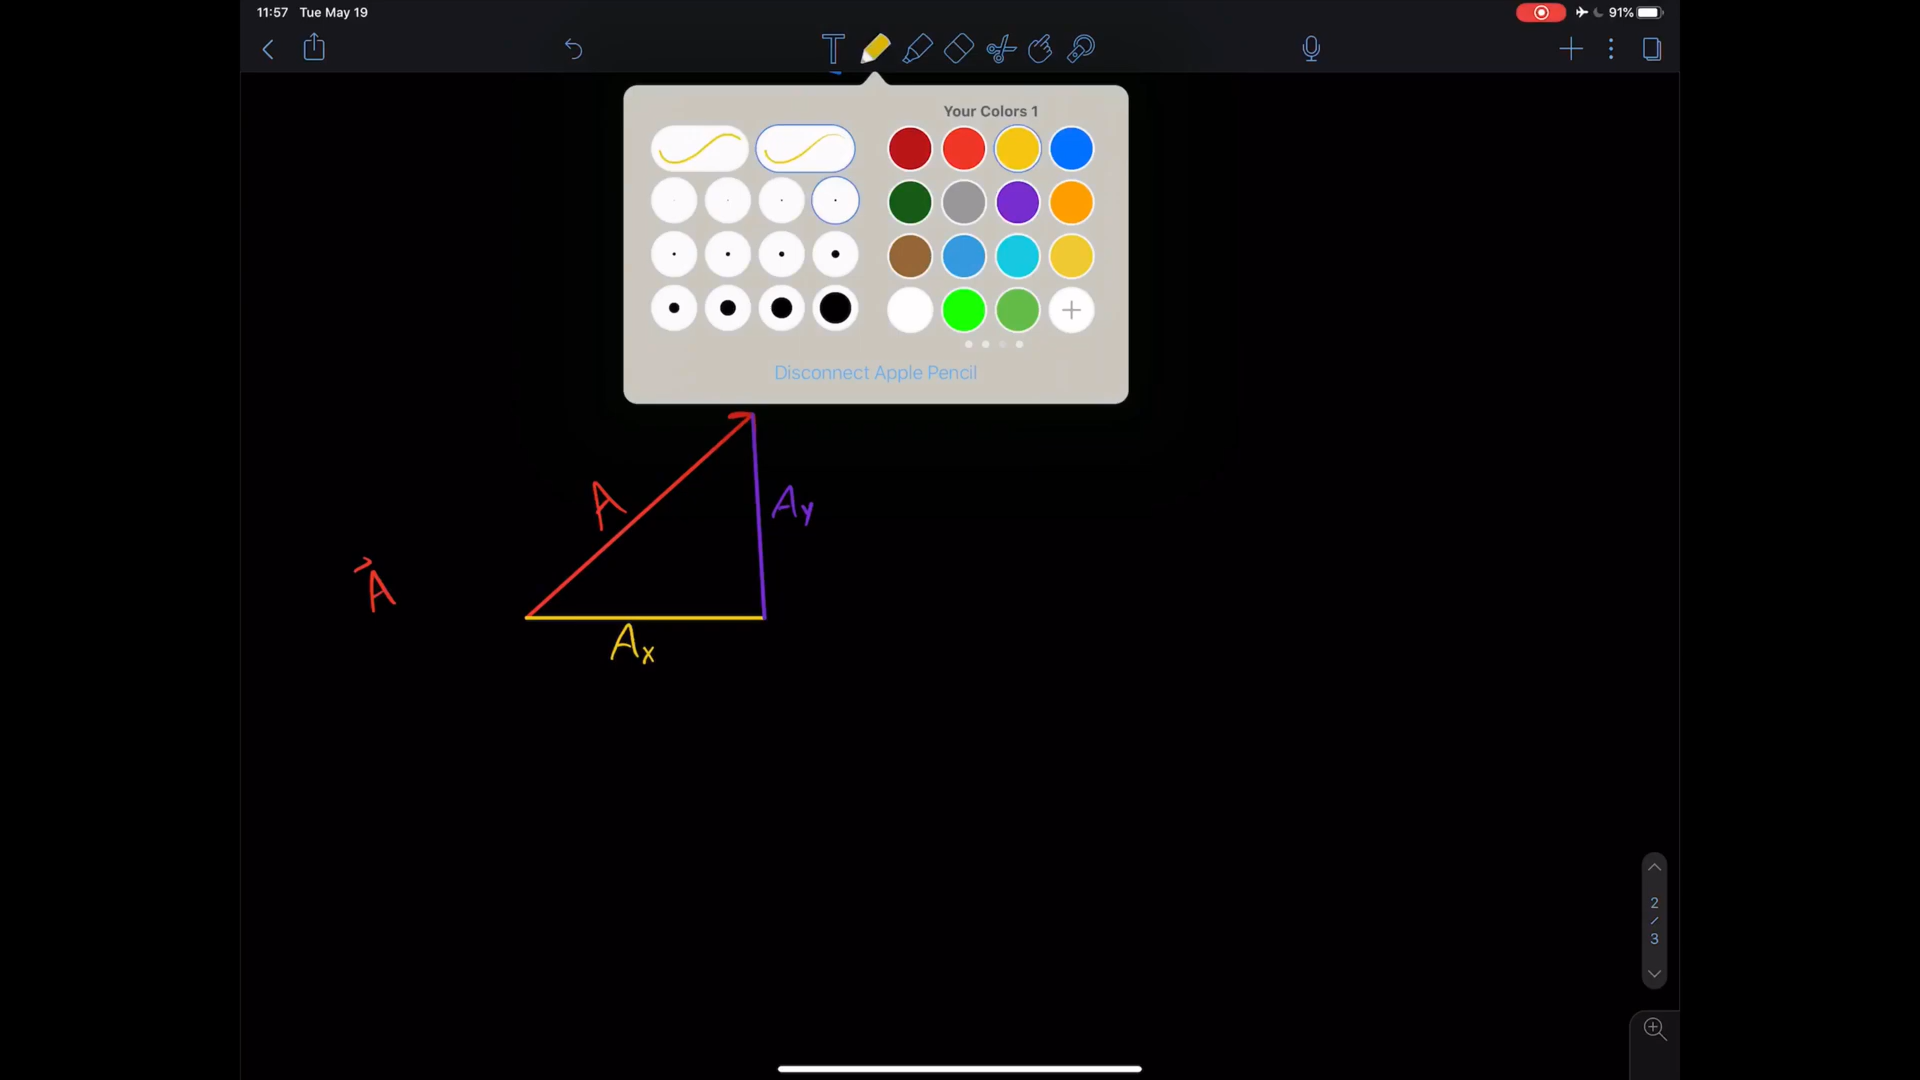 11:57 Tue May 19
91%
T
Your Colors 1
Disconnect Apple Pencil
A
Ay
A
Ax
2
/
3